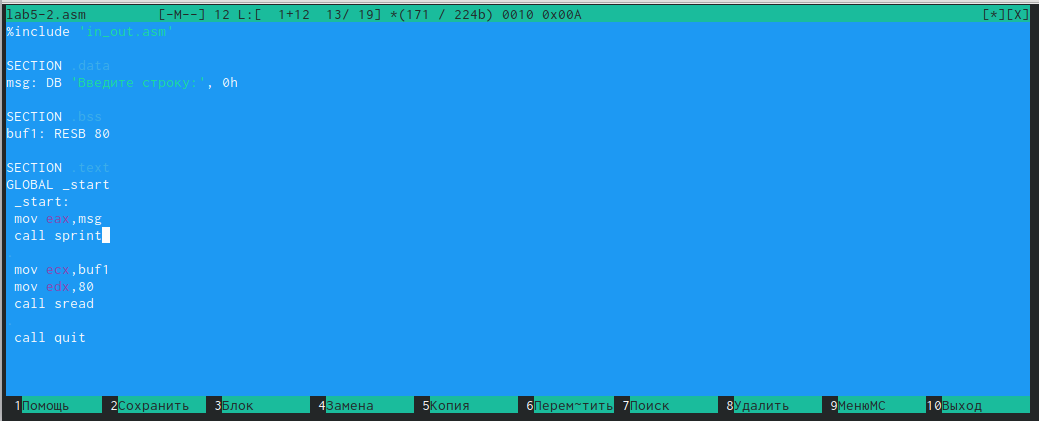 lab5-2.asm [-M--] 12 L:[ 1+12 13/ 19] *(171 / 224b) 0010 0x00A [*][X]
%include 'in_out.asm'
SECTION .data
msg: DB 'Введите строку:', 0h
SECTION .bss
buf1: RESB 80
SECTION .text
GLOBAL _start
_start:
mov eax,msg
call sprint
mov ecx,buf1
mov edx,80
call sread
call quit
1Помощь 2Сохранить 3Блок 4Замена 5Копия 6Перем~тить 7Поиск 8Удалить 9МенюMC 10Выход